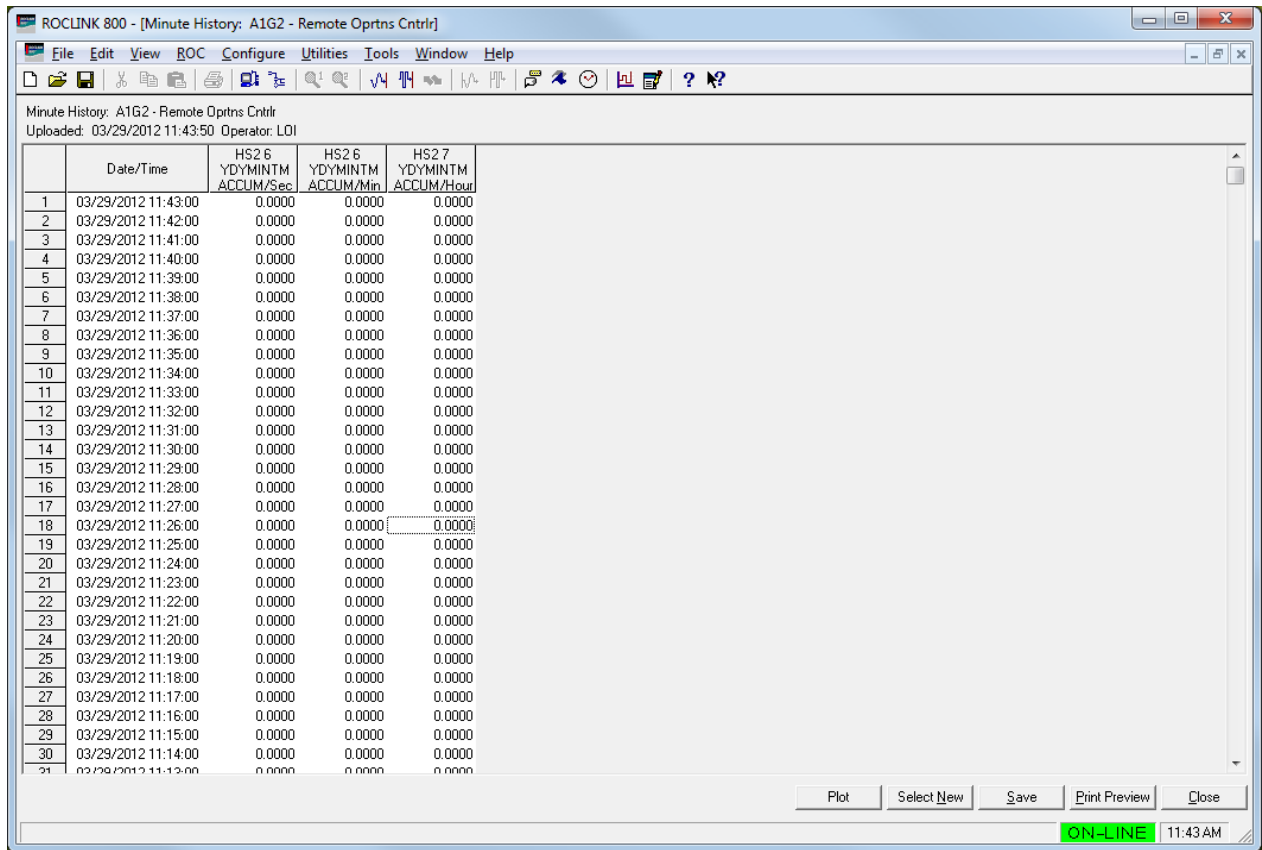 ROCLINK 800 - [Minute History: A1G2 - Remote Oprtns Cntrlr]
File Edit View ROC Configure Utilities Tools Window Help
Minute History: A1G2 - Remote Oprtns Cntrlr
Uploaded: 03/29/2012 11:43:50 Operator: LOI
Date/Time HS2 6 YDYMINTM ACCUM/Sec HS2 6 YDYMINTM ACCUM/Min HS2 7 YDYMINTM ACCUM/Hour
1 03/29/2012 11:43:00 0.0000 0.0000 0.0000
2 03/29/2012 11:42:00 0.0000 0.0000 0.0000
3 03/29/2012 11:41:00 0.0000 0.0000 0.0000
4 03/29/2012 11:40:00 0.0000 0.0000 0.0000
5 03/29/2012 11:39:00 0.0000 0.0000 0.0000
6 03/29/2012 11:38:00 0.0000 0.0000 0.0000
7 03/29/2012 11:37:00 0.0000 0.0000 0.0000
8 03/29/2012 11:36:00 0.0000 0.0000 0.0000
9 03/29/2012 11:35:00 0.0000 0.0000 0.0000
10 03/29/2012 11:34:00 0.0000 0.0000 0.0000
11 03/29/2012 11:33:00 0.0000 0.0000 0.0000
12 03/29/2012 11:32:00 0.0000 0.0000 0.0000
13 03/29/2012 11:31:00 0.0000 0.0000 0.0000
14 03/29/2012 11:30:00 0.0000 0.0000 0.0000
15 03/29/2012 11:29:00 0.0000 0.0000 0.0000
16 03/29/2012 11:28:00 0.0000 0.0000 0.0000
17 03/29/2012 11:27:00 0.0000 0.0000 0.0000
18 03/29/2012 11:26:00 0.0000 0.0000 0.0000
19 03/29/2012 11:25:00 0.0000 0.0000 0.0000
20 03/29/2012 11:24:00 0.0000 0.0000 0.0000
21 03/29/2012 11:23:00 0.0000 0.0000 0.0000
22 03/29/2012 11:22:00 0.0000 0.0000 0.0000
23 03/29/2012 11:21:00 0.0000 0.0000 0.0000
24 03/29/2012 11:20:00 0.0000 0.0000 0.0000
25 03/29/2012 11:19:00 0.0000 0.0000 0.0000
26 03/29/2012 11:18:00 0.0000 0.0000 0.0000
27 03/29/2012 11:17:00 0.0000 0.0000 0.0000
28 03/29/2012 11:16:00 0.0000 0.0000 0.0000
29 03/29/2012 11:15:00 0.0000 0.0000 0.0000
30 03/29/2012 11:14:00 0.0000 0.0000 0.0000
31 03/29/2012 11:13:00 0.0000 0.0000 0.0000
Plot Select New Save Print Preview Close
ON-LINE 11:43 AM